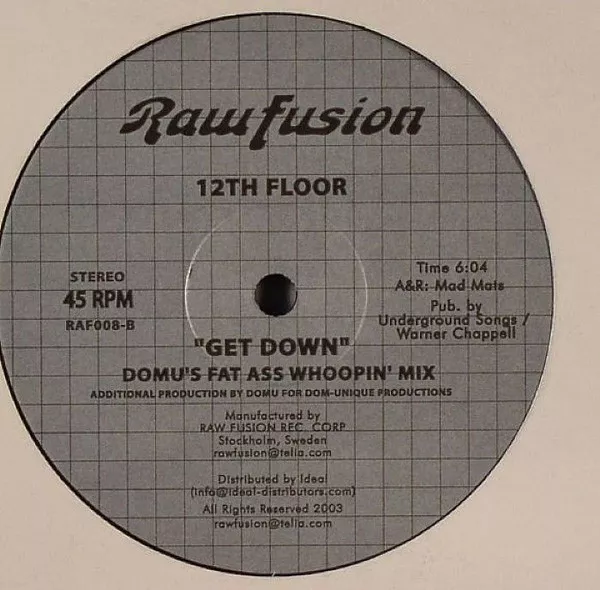 Raw Fusion
12TH FLOOR
STEREO
45 RPM
RAF008-B
Time 6:04
A&R: Mad Mats
Pub. by
Underground Songs /
Warner Chappell
"GET DOWN"
DOMU'S FAT ASS WHOOPIN' MIX
ADDITIONAL PRODUCTION BY DOMU FOR DOM-UNIQUE PRODUCTIONS
Manufactured by
RAW FUSION REC. CORP
Stockholm, Sweden
rawfusion@telia.com
Distributed by Ideal
(info@ideal-distributors.com)
All Rights Reserved 2003
rawfusion@telia.com